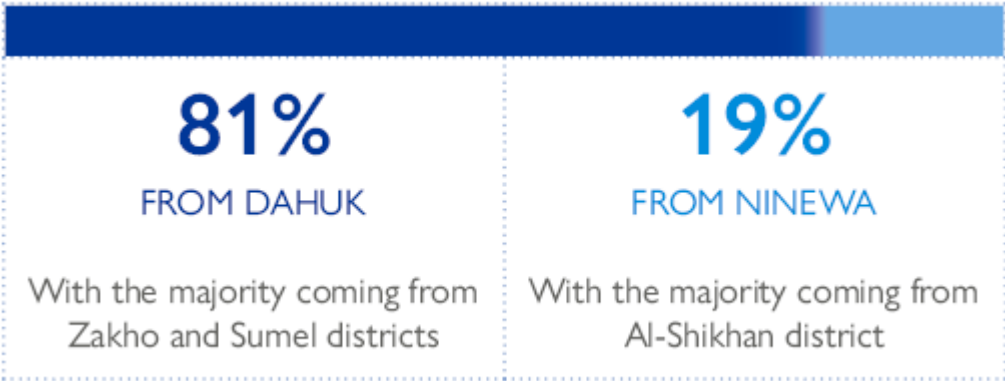 81%
FROM DAHUK
With the majority coming from
Zakho and Sumel districts
19%
FROM NINEWA
With the majority coming from
Al-Shikhan district